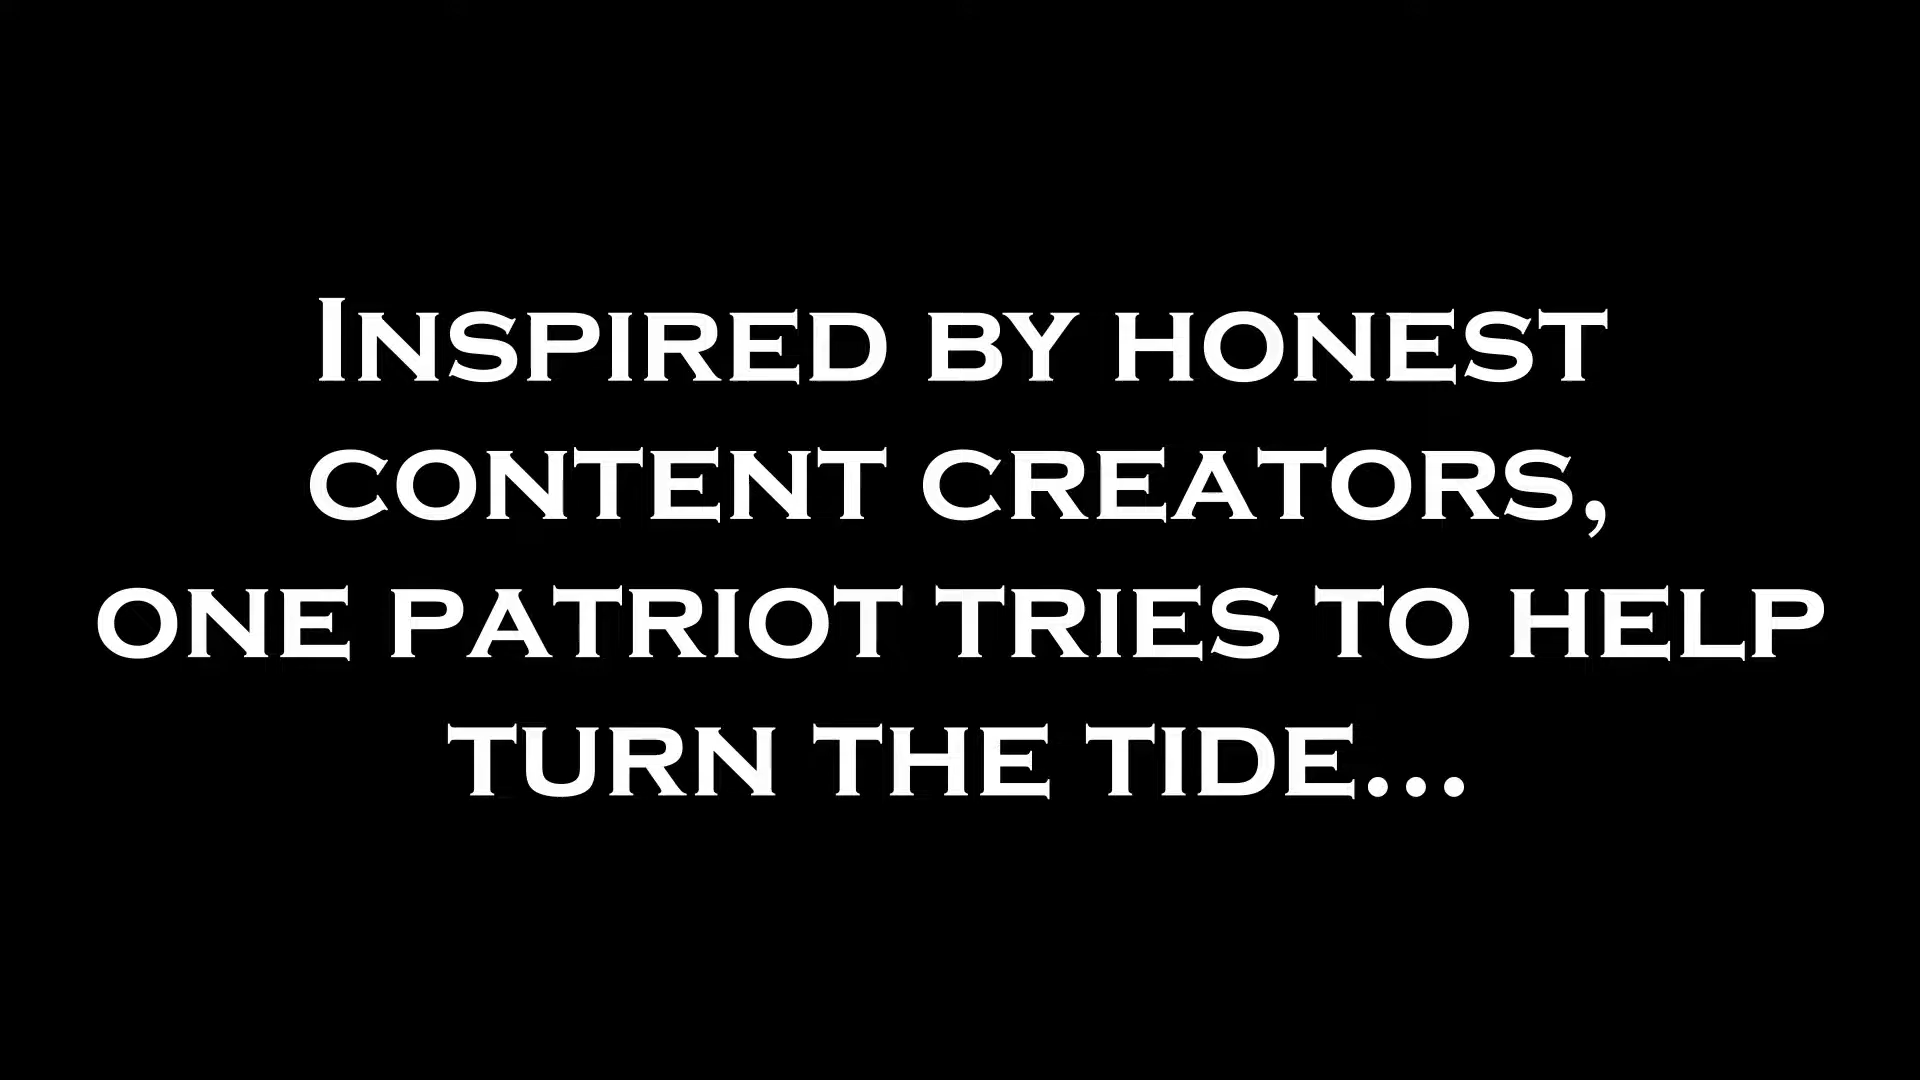 Inspired by honest
content creators,
one patriot tries to help
turn the tide...